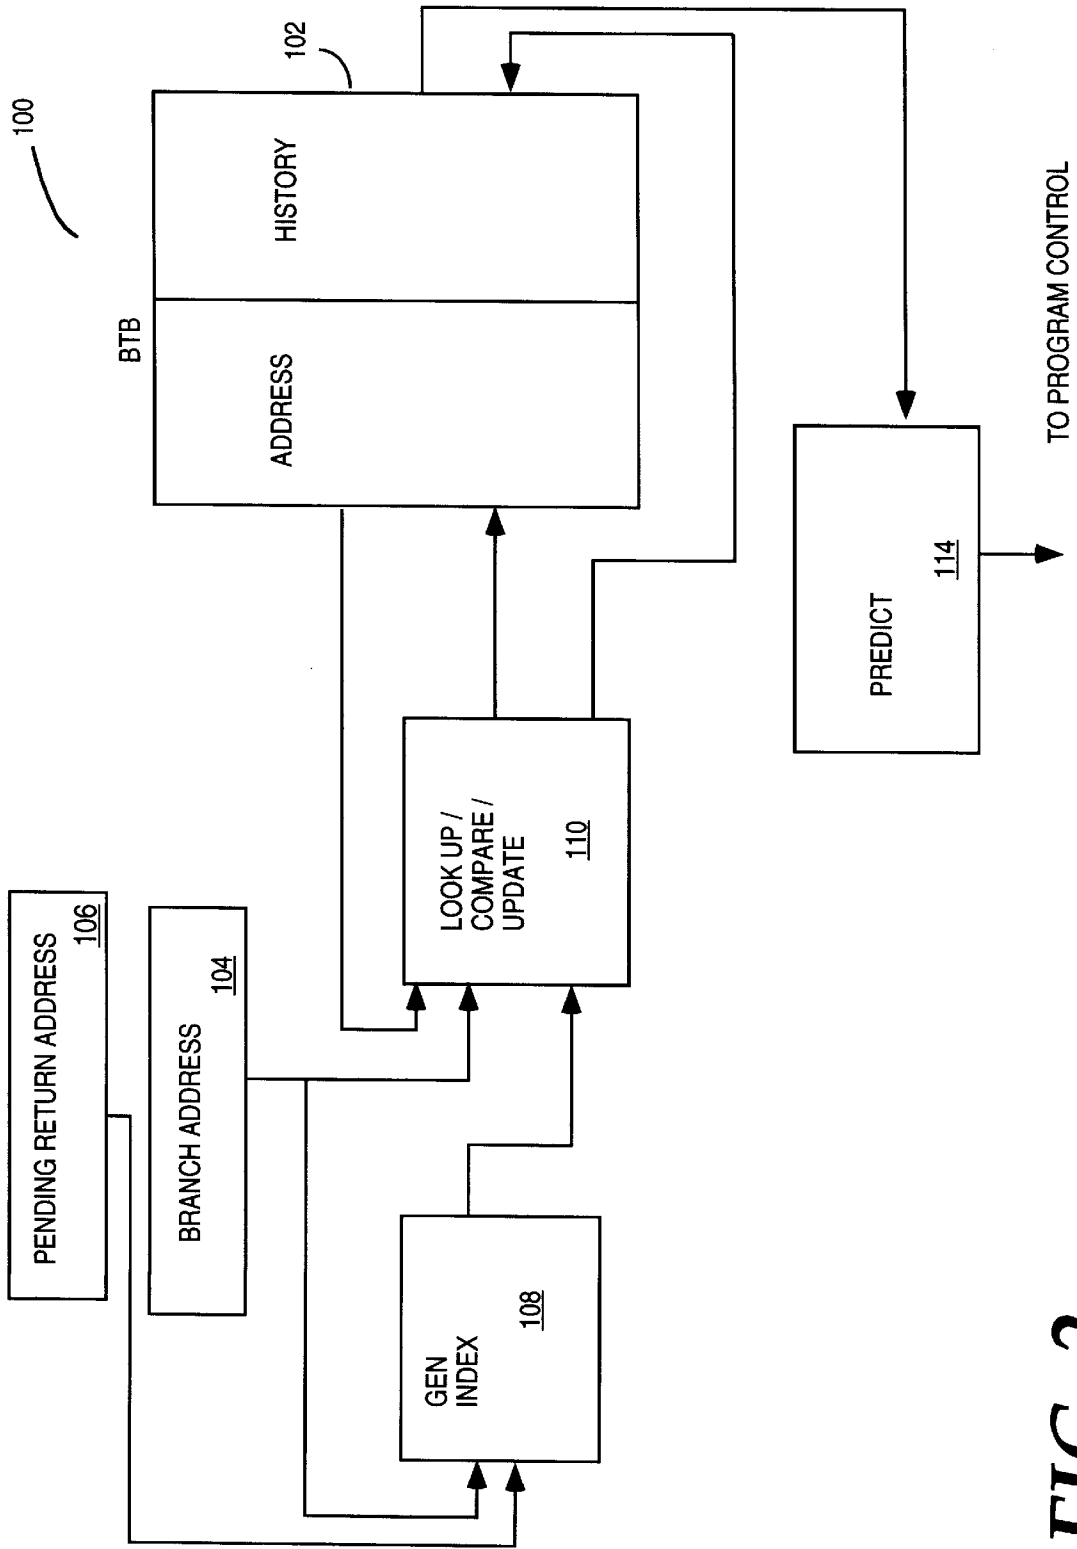 100
102
BTB
ADDRESS
HISTORY
PENDING RETURN ADDRESS
106
BRANCH ADDRESS
104
GEN
INDEX
108
LOOK UP /
COMPARE /
UPDATE
110
PREDICT
114
TO PROGRAM CONTROL